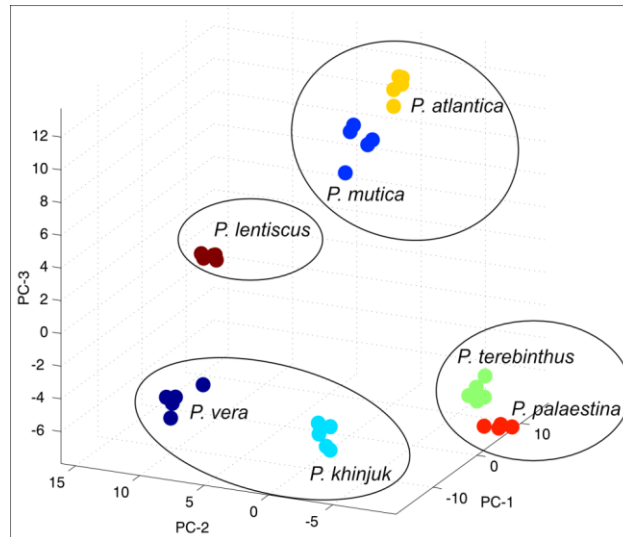 P. atlantica
P. mutica
P. lentiscus
P. terebinthus
P. palaestina
P. vera
P. khinjuk
PC-3
12
10
8
6
4
2
0
-2
-4
-6
15
10
5
0
-5
PC-2
-10
0
10
PC-1